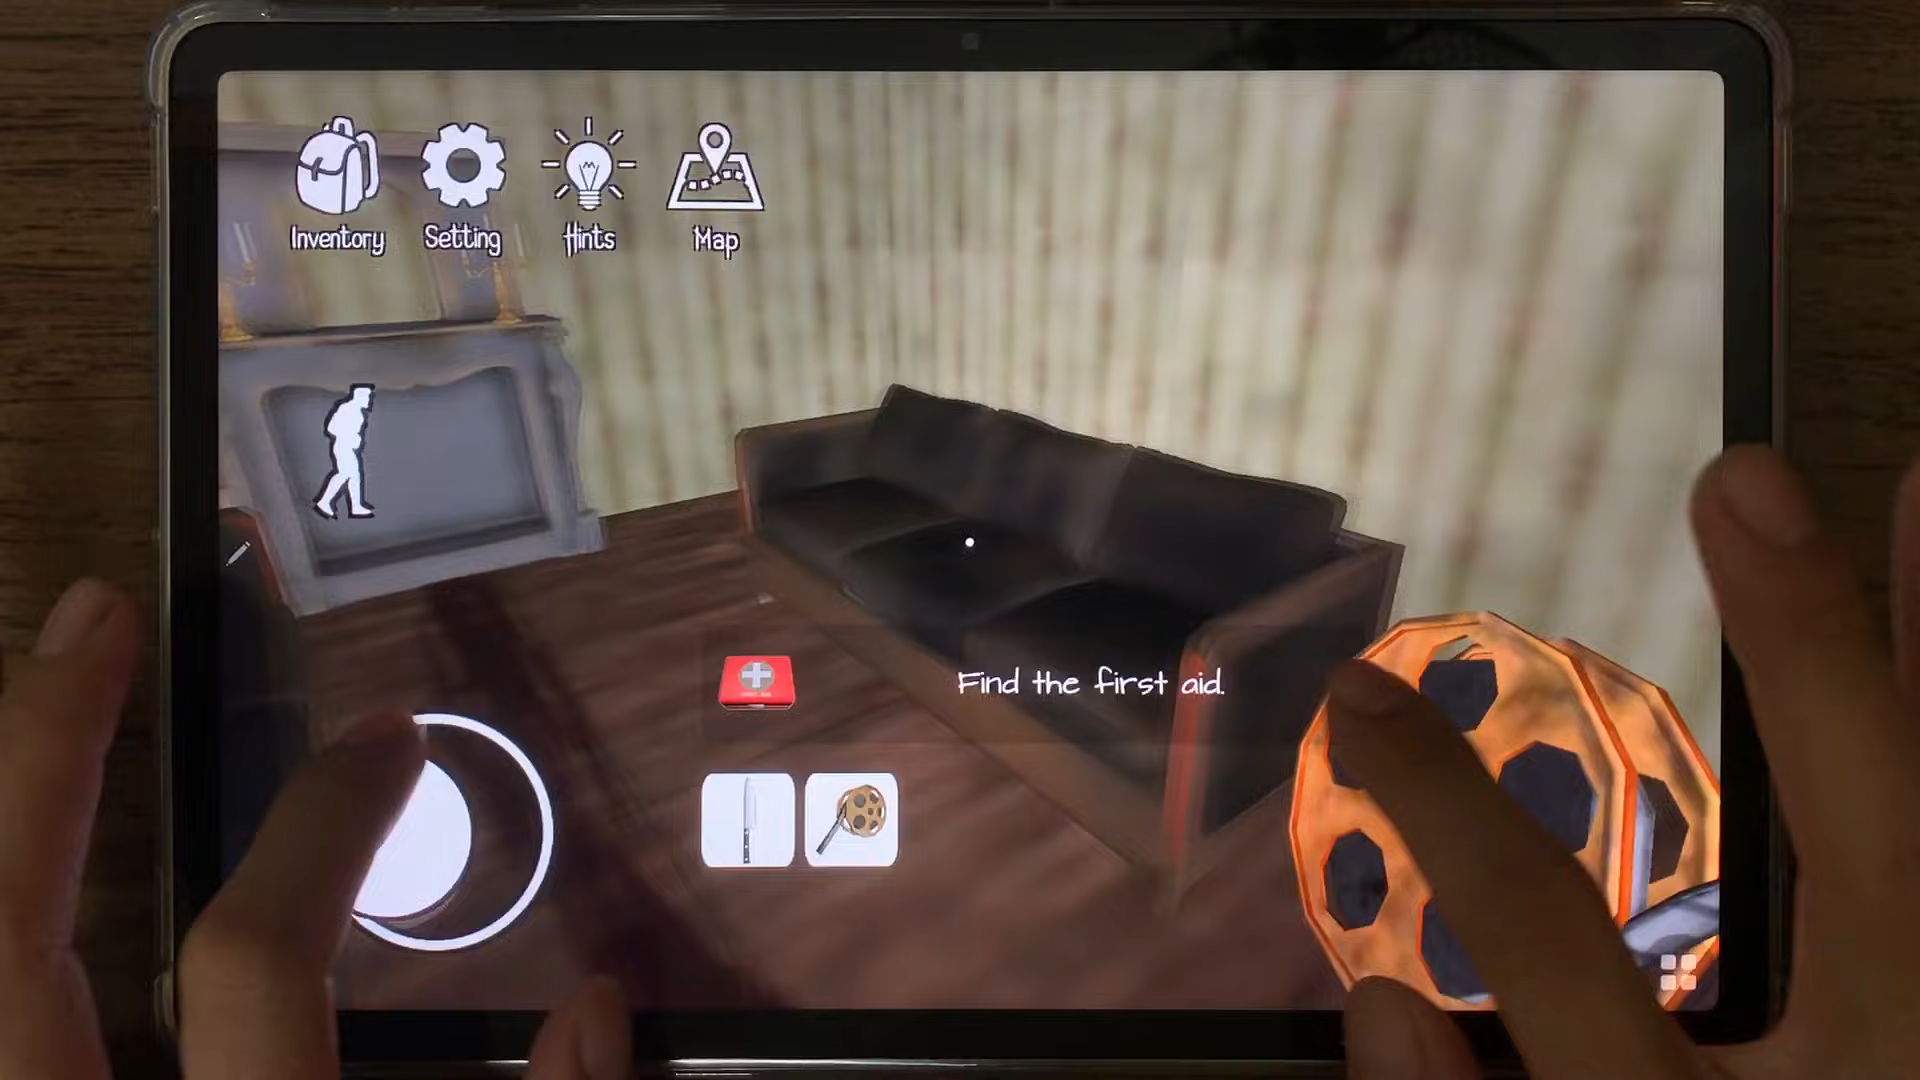 Inventory
Setting
Hints
Map
Find the first aid.